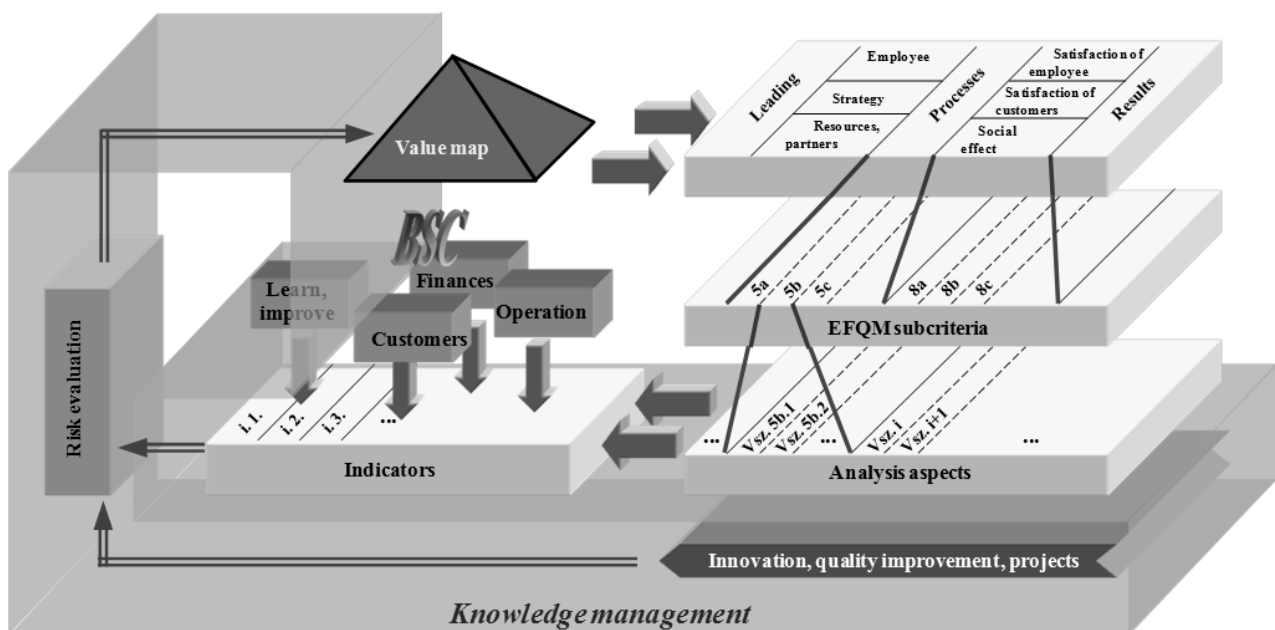 Value map
Leading
Employee
Strategy
Resources,
partners
Processes
Satisfaction of
employee
Satisfaction of
customers
Social
effect
Results
BSC
Learn,
improve
Finances
Customers
Operation
5a
5b
5c
8a
8b
8c
EFQM subcriteria
Risk evaluation
i. 1.
i. 2.
i. 3.
...
Indicators
...
Vsz. 5b.1
Vsz. 5b.2
...
Vsz. i
Vsz. i+1
...
Analysis aspects
Innovation, quality improvement, projects
Knowledge management